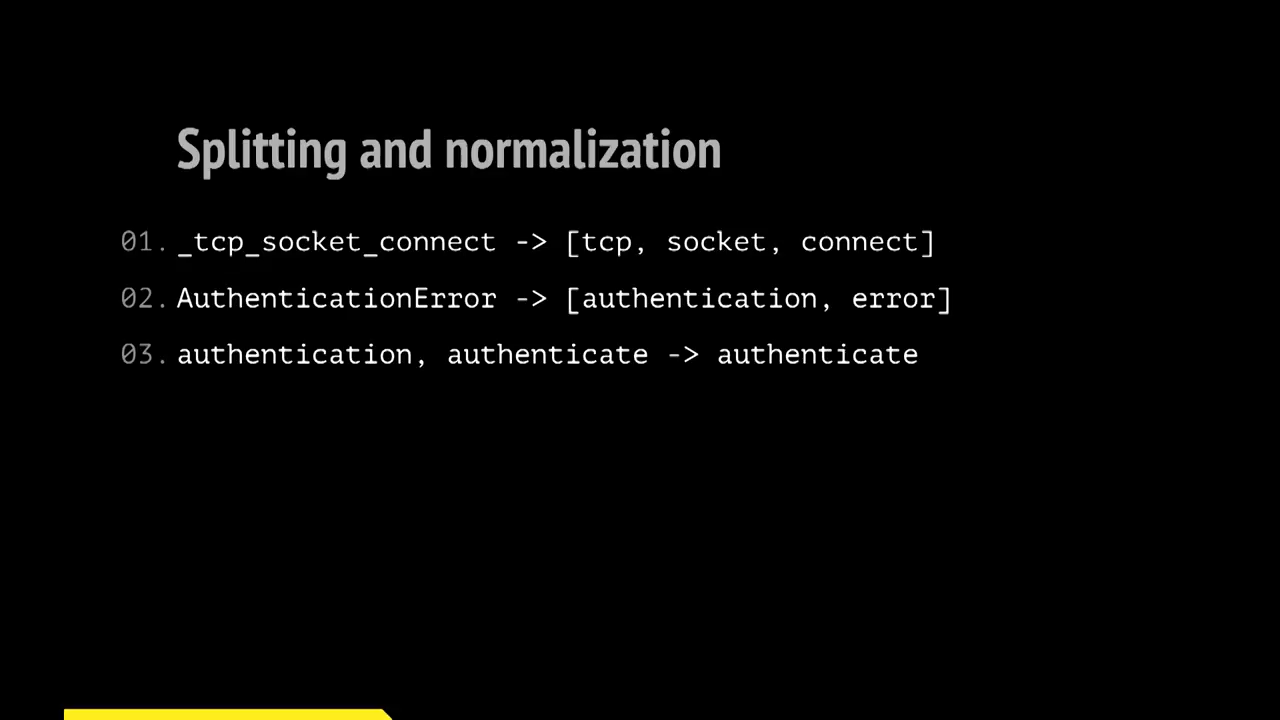 Splitting and normalization
01. _tcp_socket_connect -> [tcp, socket, connect]
02. AuthenticationError -> [authentication, error]
03. authentication, authenticate -> authenticate